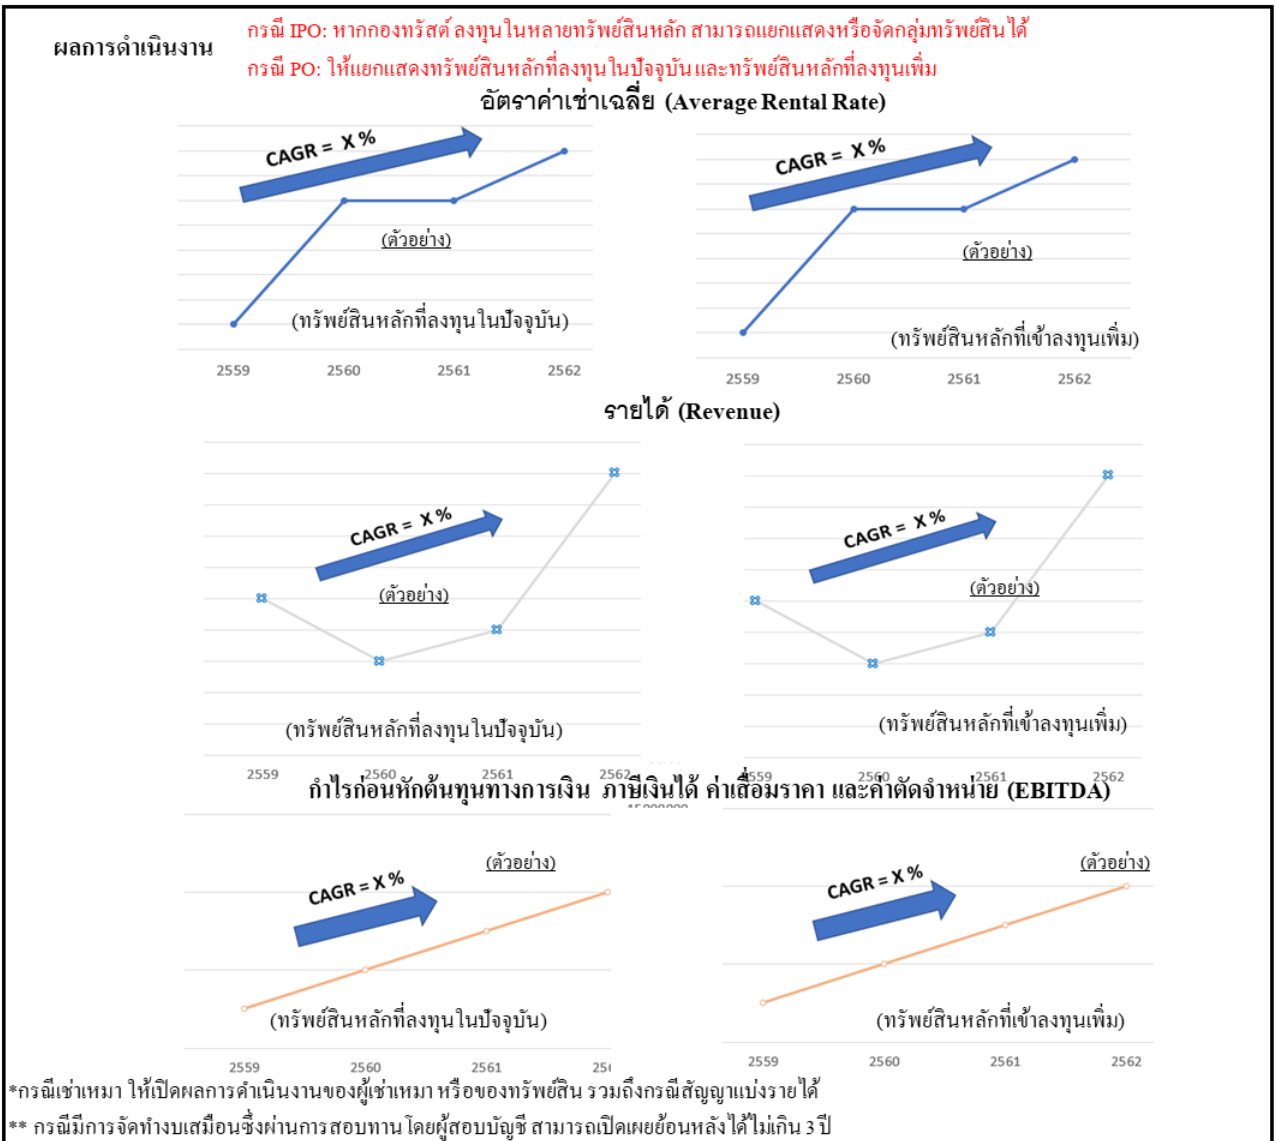 กรณี IPO: หากกองทรัสต์ ลงทุนในหลายทรัพย์สินหลัก สามารถแยกแสดงหรือจัดกลุ่มทรัพย์สินได้
ผลการดำเนินงาน
กรณี PO: ให้แยกแสดงทรัพย์สินหลักที่ลงทุนในปัจจุบัน และทรัพย์สินหลักที่ลงทุนเพิ่ม
อัตราค่าเช่าเฉลี่ย (Average Rental Rate)
CAGR = X %
(ตัวอย่าง)
(ทรัพย์สินหลักที่ลงทุนในปัจจุบัน)
2559 2560 2561 2562
CAGR = X %
(ตัวอย่าง)
(ทรัพย์สินหลักที่เข้าลงทุนเพิ่ม)
2559 2560 2561 2562
รายได้ (Revenue)
CAGR = X %
(ตัวอย่าง)
(ทรัพย์สินหลักที่ลงทุนในปัจจุบัน)
2559 2560 2561 2562
CAGR = X %
(ตัวอย่าง)
(ทรัพย์สินหลักที่เข้าลงทุนเพิ่ม)
2560 2561 2562
กำไรก่อนหักต้นทุนทางการเงิน ภาษีเงินได้ ค่าเสื่อมราคา และค่าตัดจำหน่าย (EBITDA)
CAGR = X %
(ตัวอย่าง)
(ทรัพย์สินหลักที่ลงทุนในปัจจุบัน)
2559 2560 2561
CAGR = X %
(ตัวอย่าง)
(ทรัพย์สินหลักที่เข้าลงทุนเพิ่ม)
2559 2560 2561 2562
*กรณีเช่าเหมา ให้เปิดผลการดำเนินงานของผู้เช่าเหมา หรือของทรัพย์สิน รวมถึงกรณีสัญญาแบ่งรายได้
** กรณีมีการจัดทำงบเสมือนซึ่งผ่านการสอบทาน โดยผู้สอบบัญชี สามารถเปิดเผยย้อนหลังได้ไม่เกิน 3 ปี